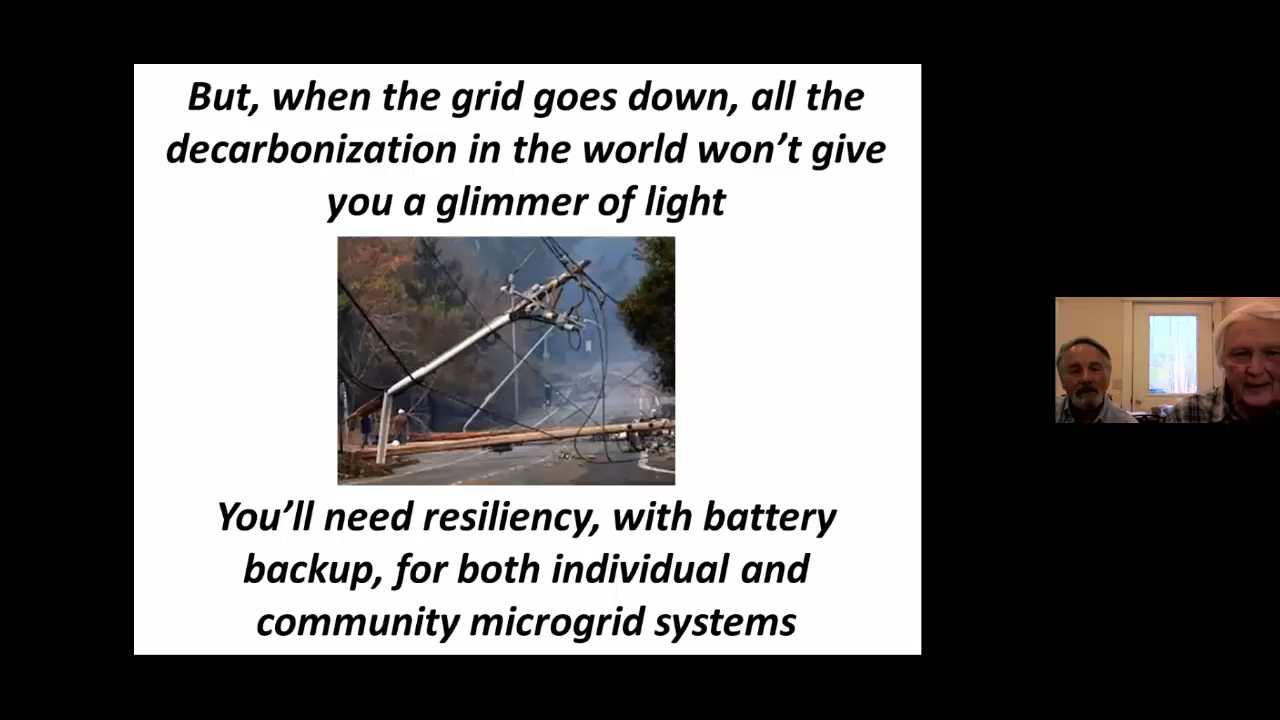 But, when the grid goes down, all the
decarbonization in the world won’t give
you a glimmer of light
You’ll need resiliency, with battery
backup, for both individual and
community microgrid systems